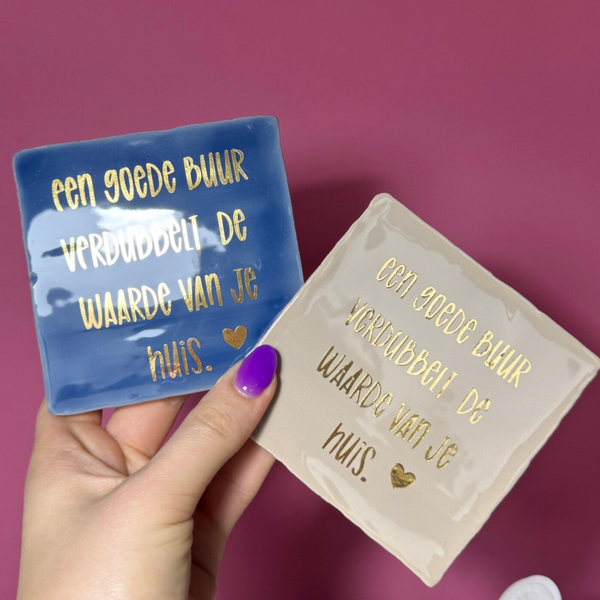 een goede buur
verdubbelt de
waarde van je
huis.
een goede buur
verdubbelt de
waarde van je
huis.